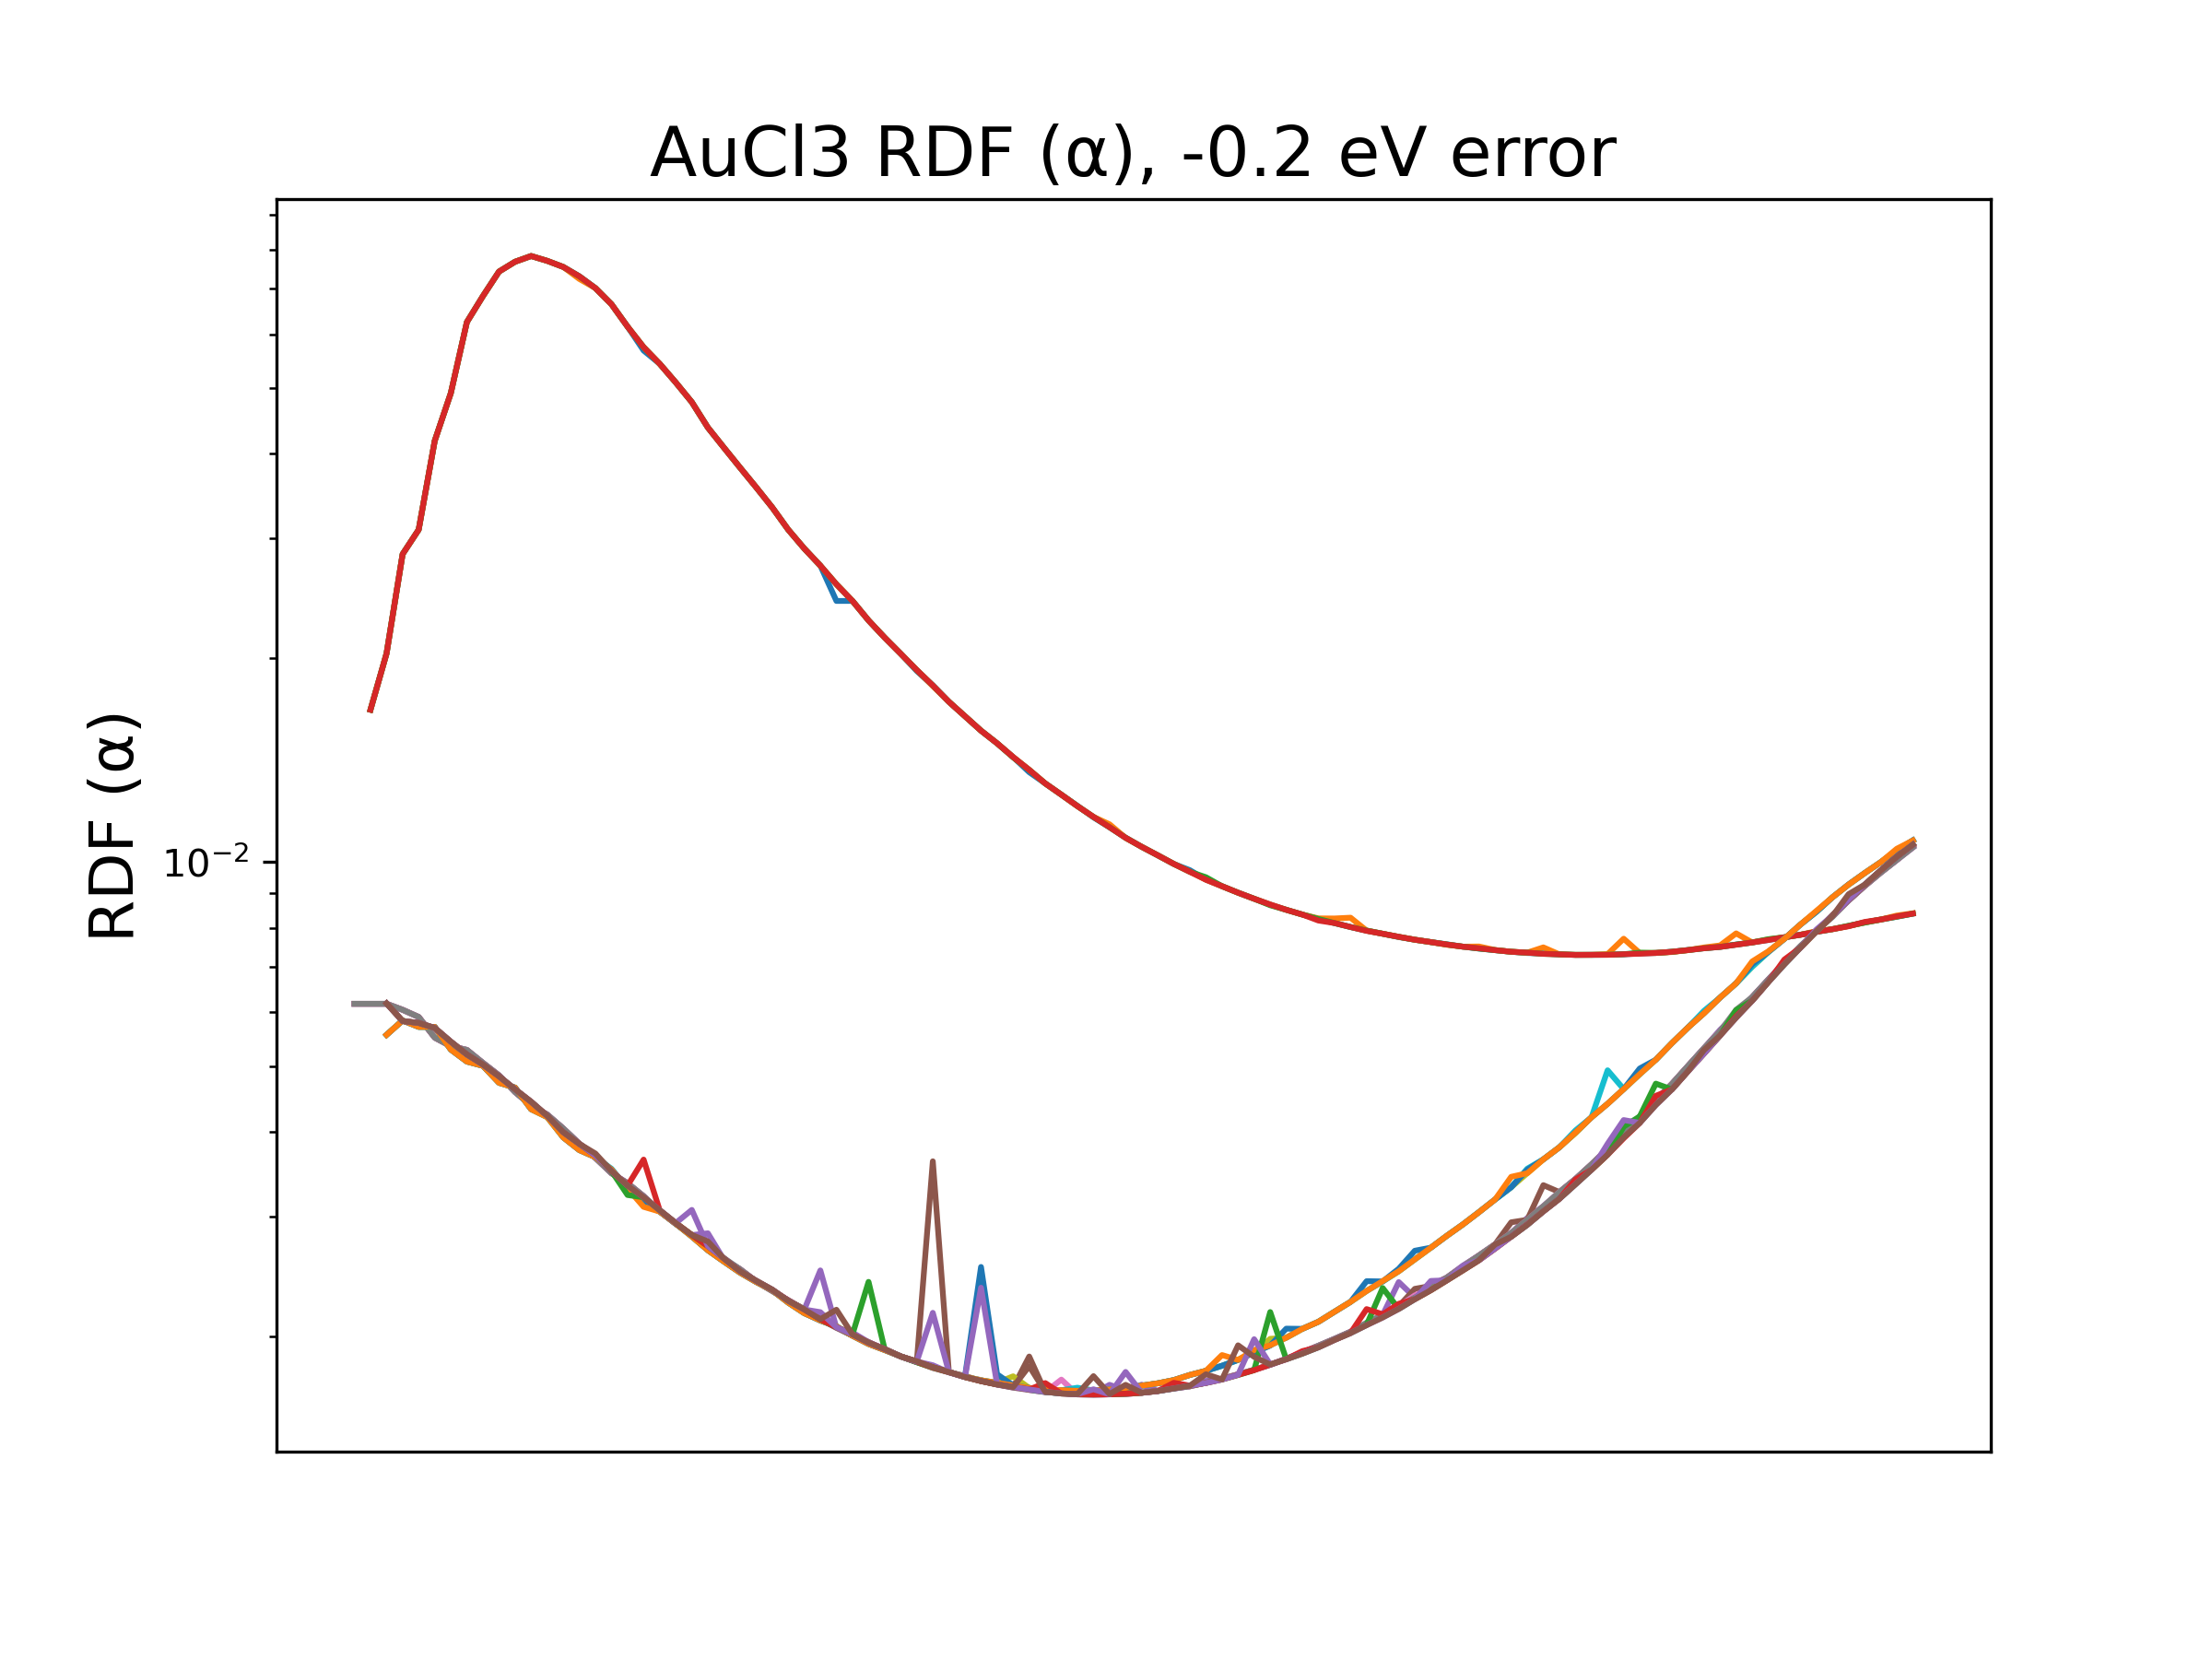 AuCl3 RDF (α), -0.2 eV error
RDF (α)
10⁻²